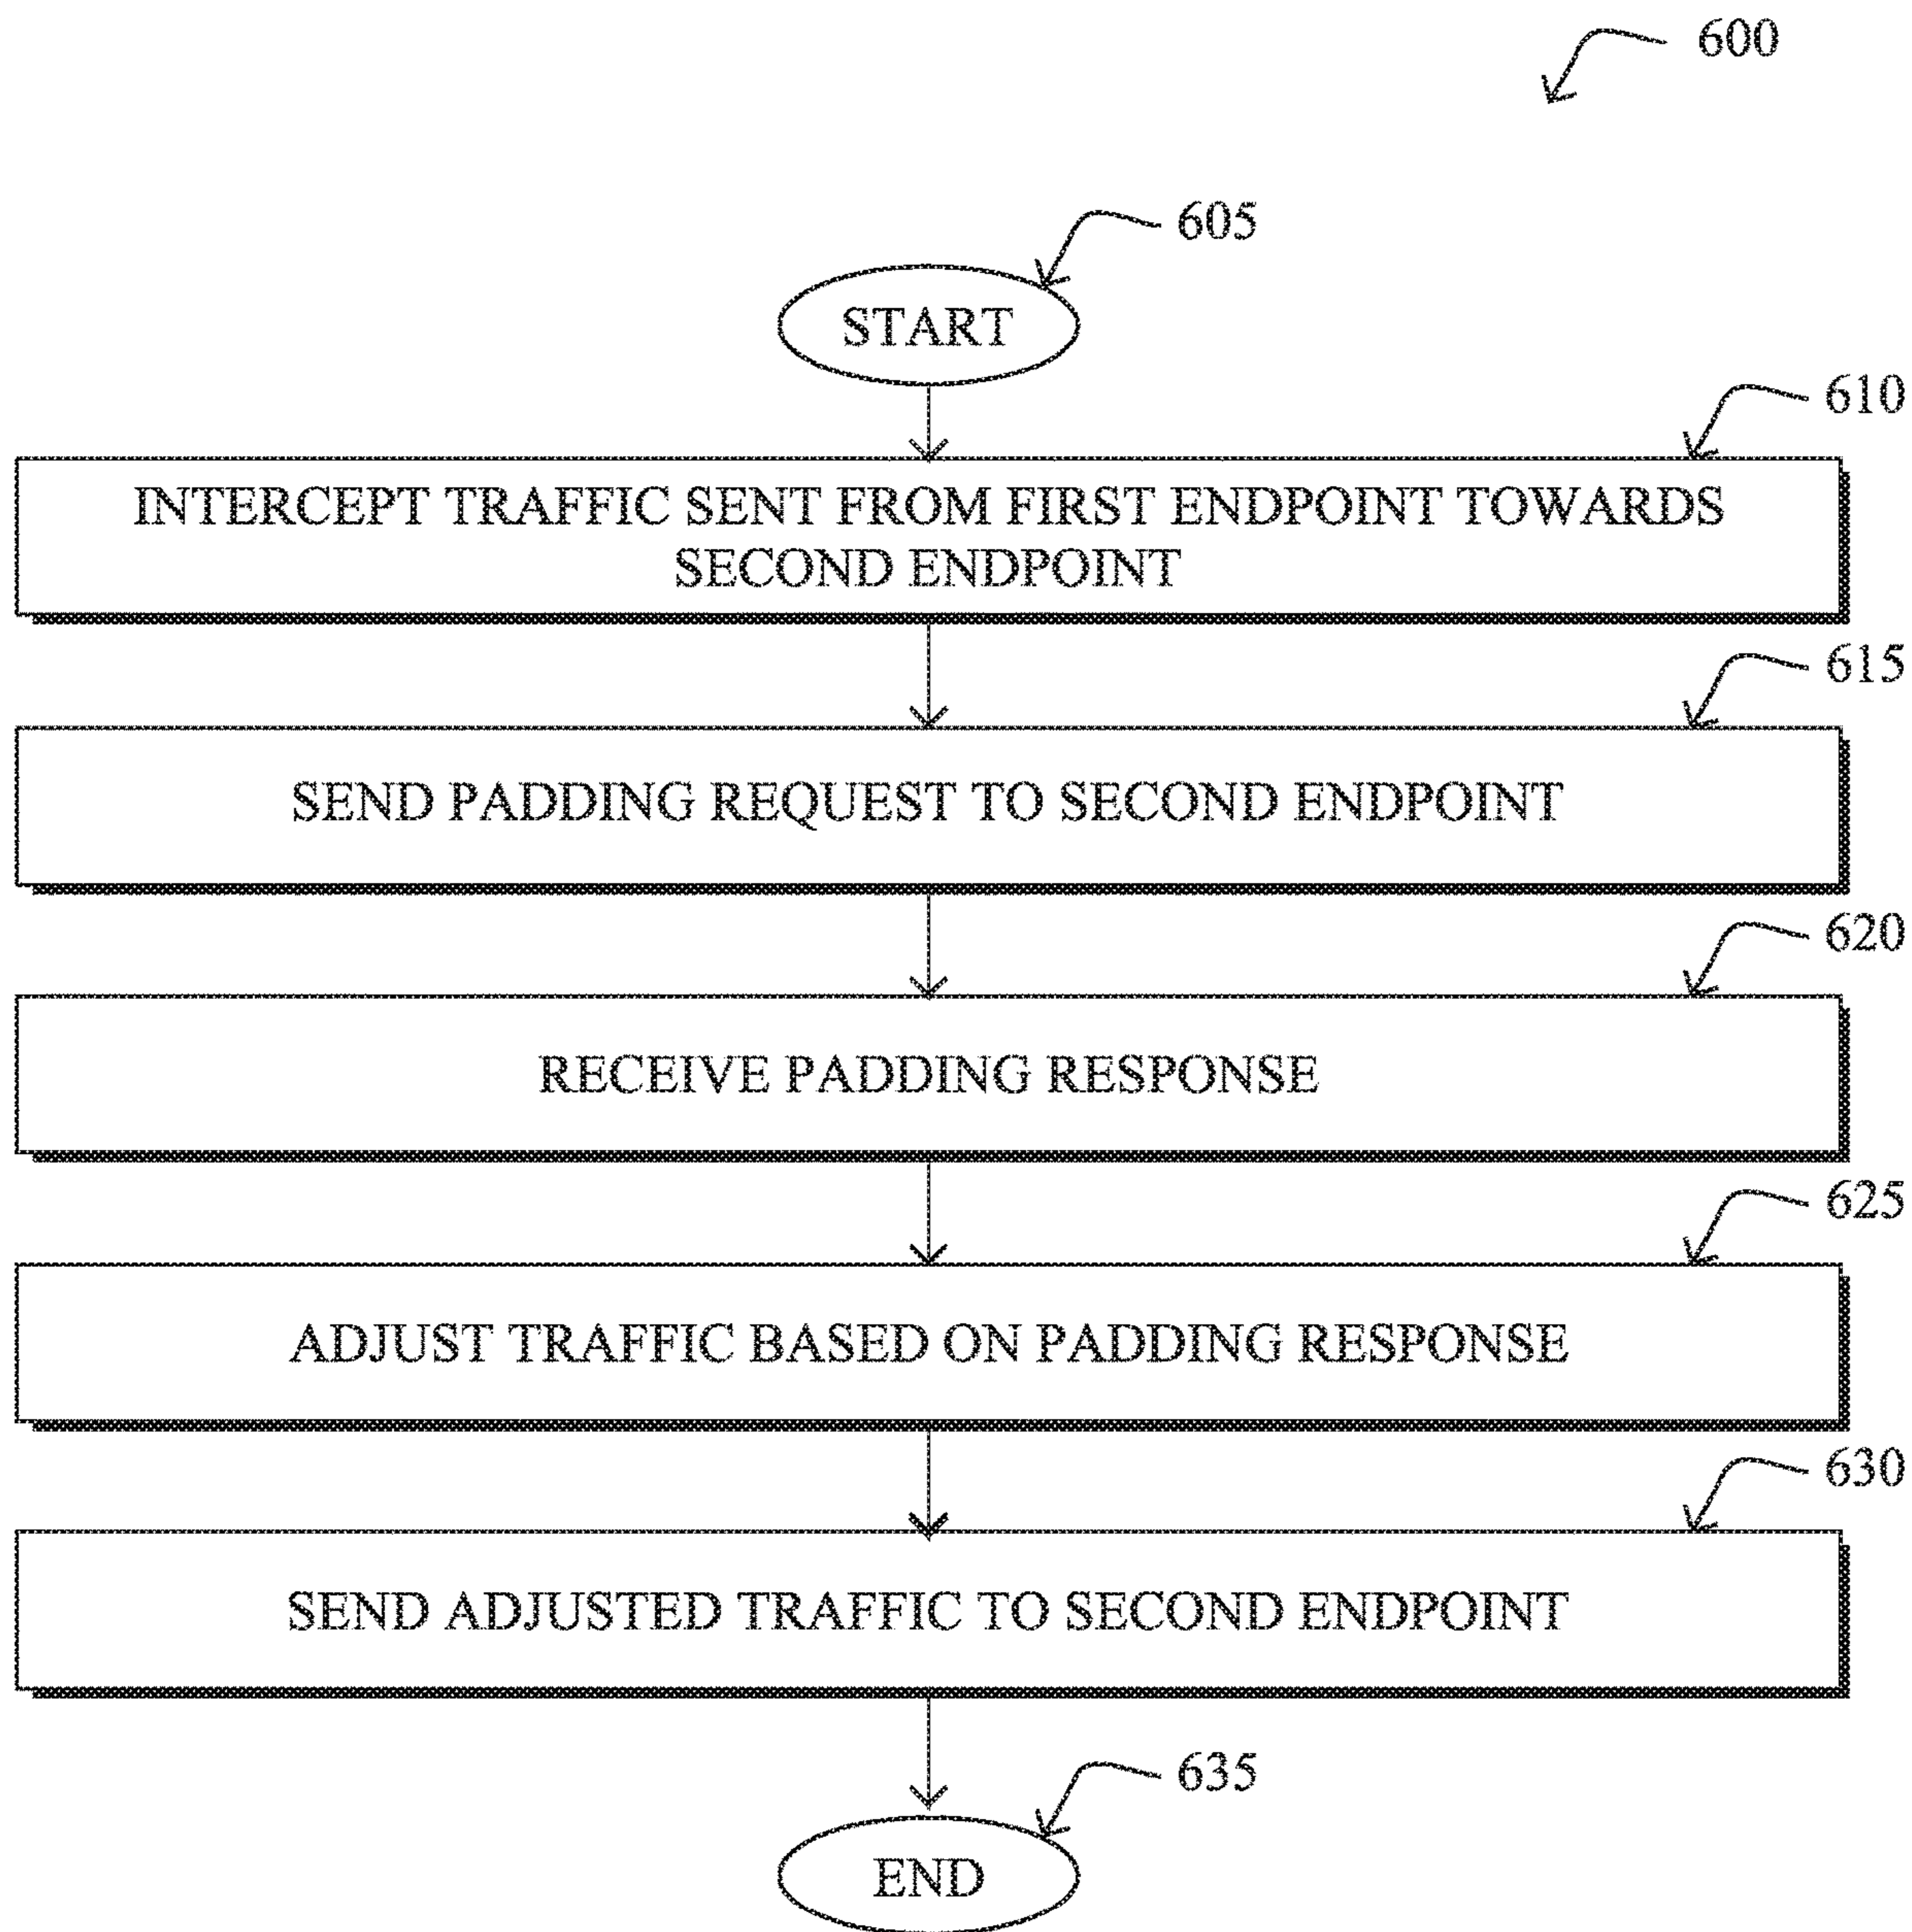 600
605
START
610
INTERCEPT TRAFFIC SENT FROM FIRST ENDPOINT TOWARDS
SECOND ENDPOINT
615
SEND PADDING REQUEST TO SECOND ENDPOINT
620
RECEIVE PADDING RESPONSE
625
ADJUST TRAFFIC BASED ON PADDING RESPONSE
630
SEND ADJUSTED TRAFFIC TO SECOND ENDPOINT
635
END